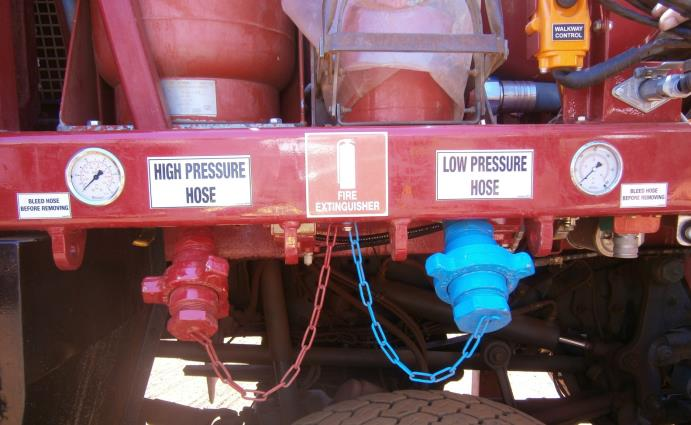 WALKWAY
CONTROL
HIGH PRESSURE
HOSE
FIRE
EXTINGUISHER
LOW PRESSURE
HOSE
BLEED HOSE
BEFORE REMOVING
BLEED HOSE
BEFORE REMOVING